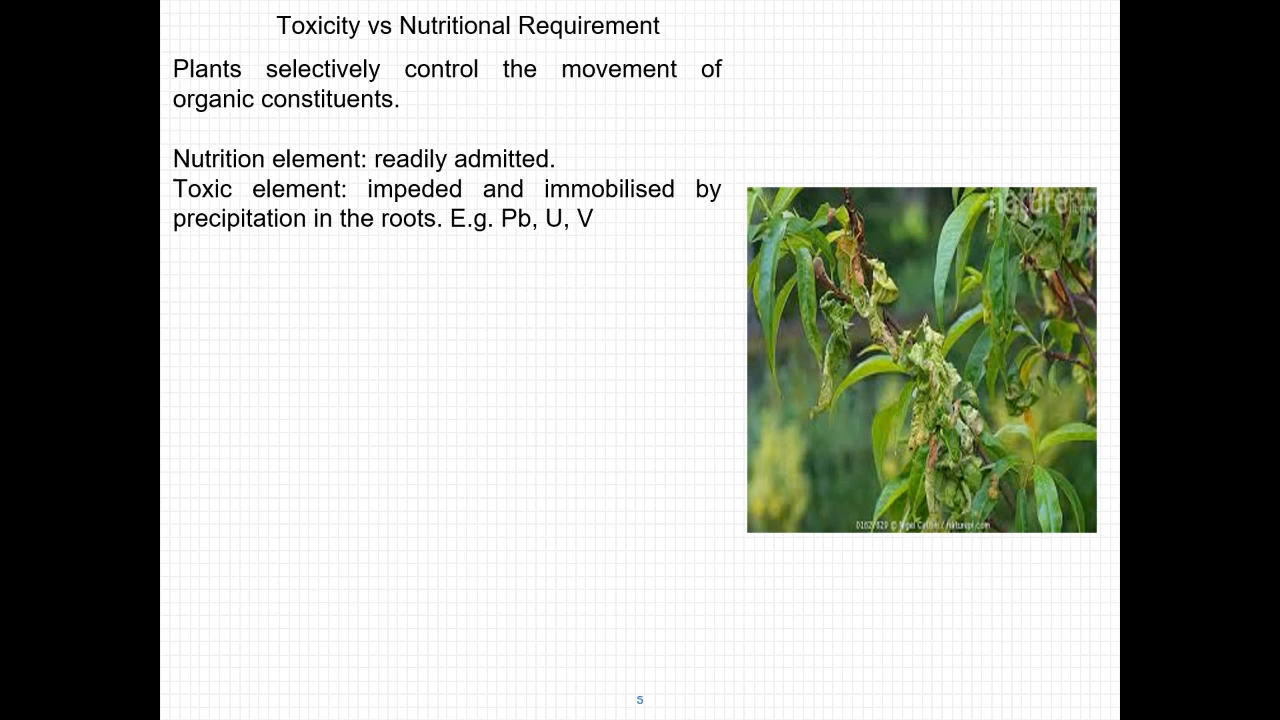 Toxicity vs Nutritional Requirement
Plants selectively control the movement of
organic constituents.
Nutrition element: readily admitted.
Toxic element: impeded and immobilised by
precipitation in the roots. E.g. Pb, U, V
nature
5